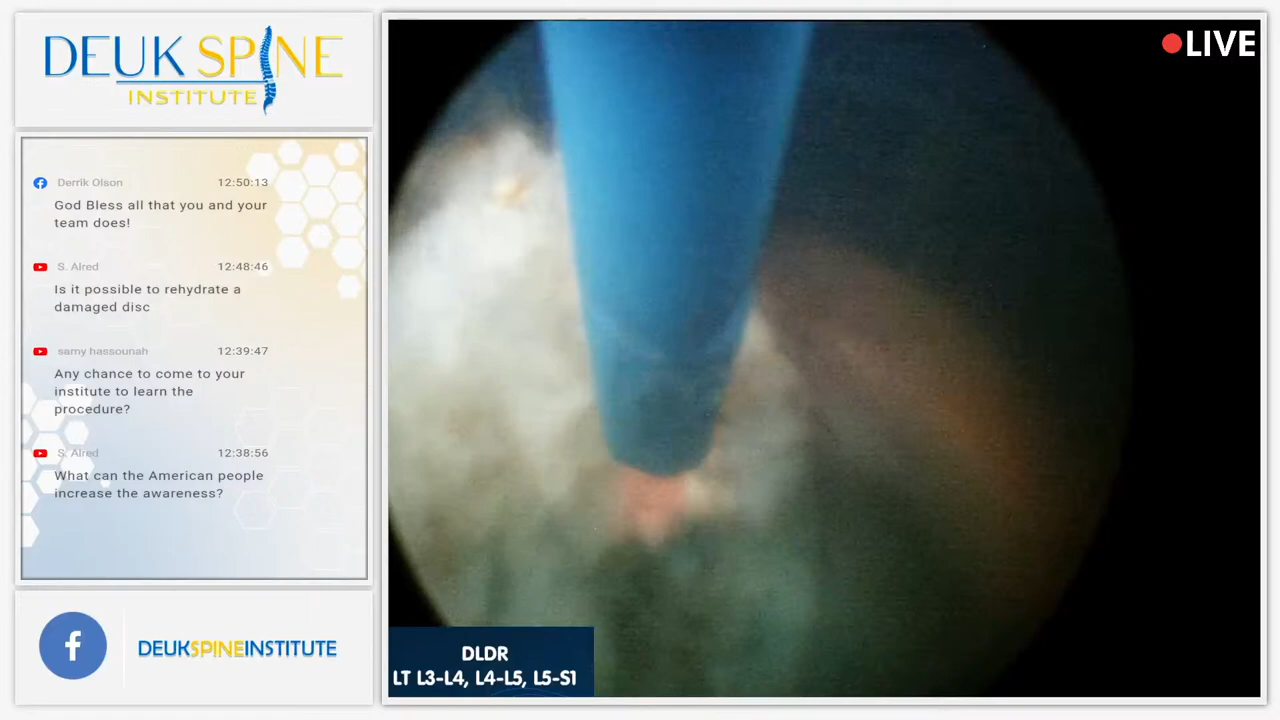 DEUK SPINE
INSTITUTE
Derrik Olson 12:50:13
God Bless all that you and your
team does!
S. Alred 12:48:46
Is it possible to rehydrate a
damaged disc
samy hassounah 12:39:47
Any chance to come to your
institute to learn the
procedure?
S. Alred 12:38:56
What can the American people
increase the awareness?
f
DEUKSPINEINSTITUTE
LIVE
DLDR
LT L3-L4, L4-L5, L5-S1